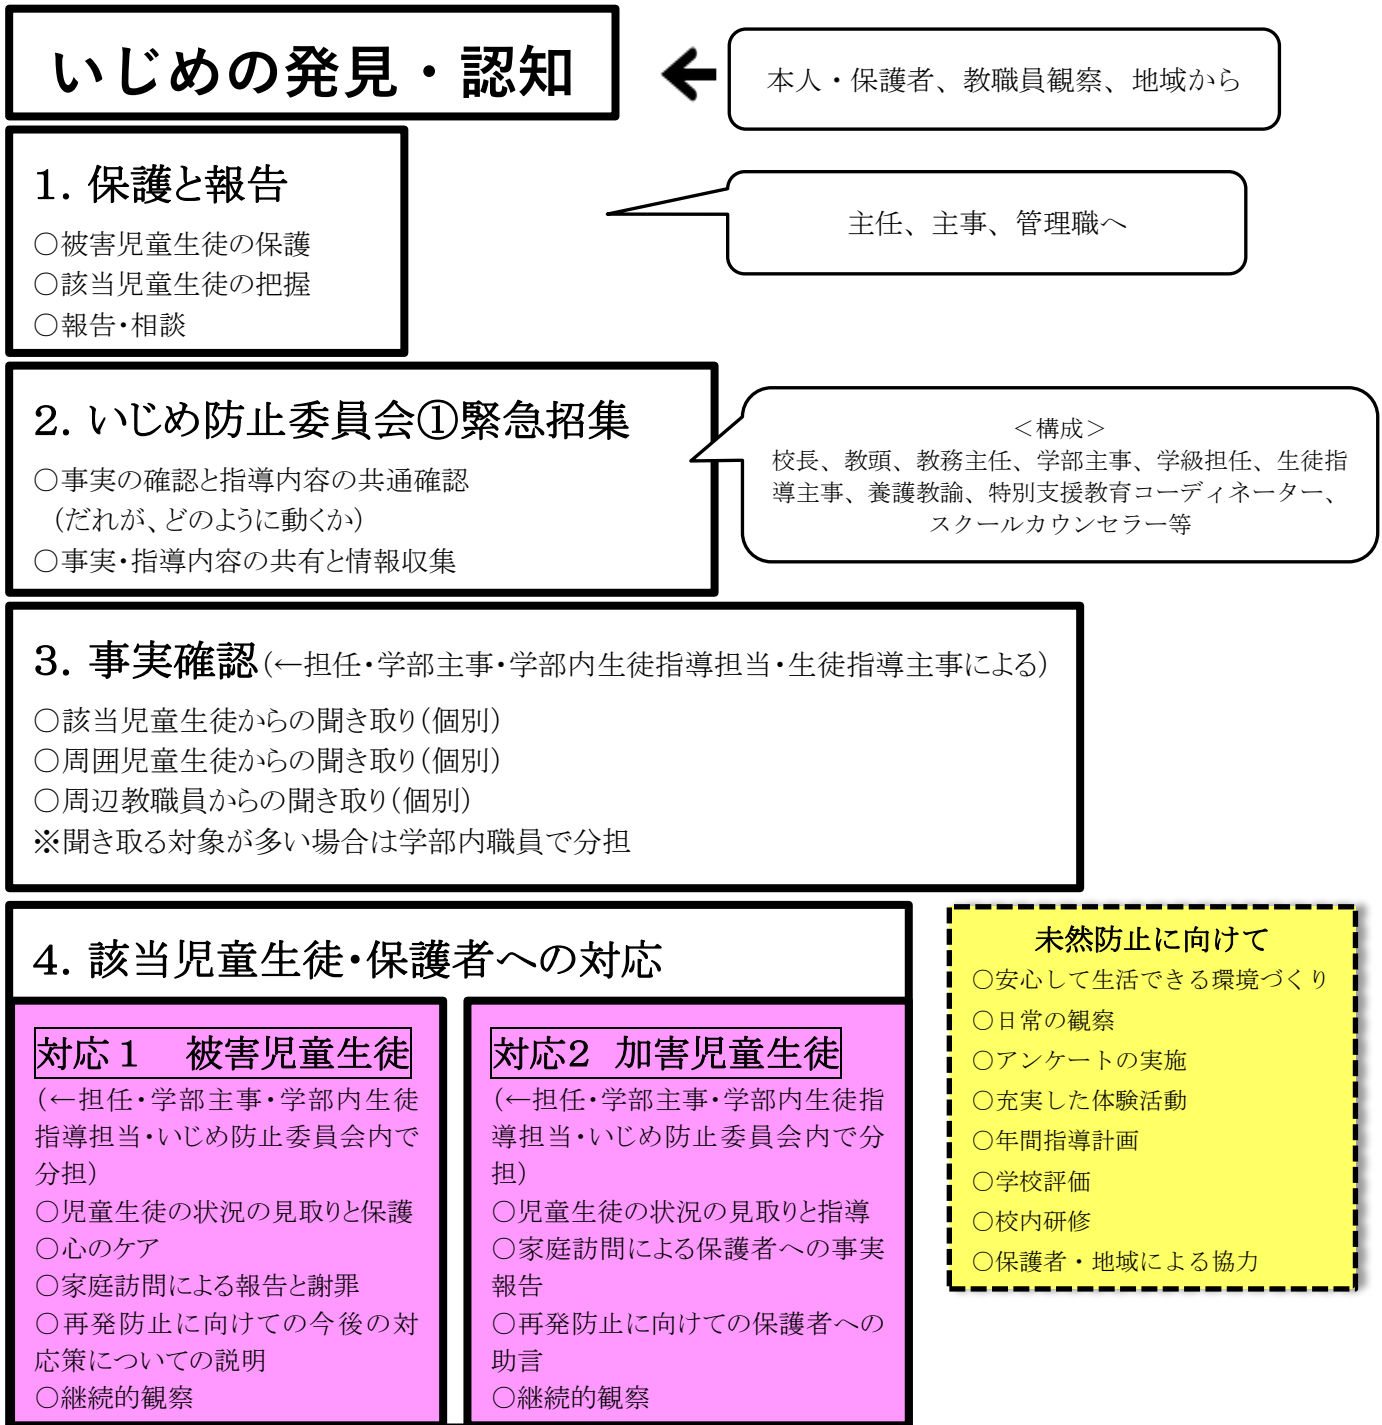 いじめの発見・認知
本人・保護者、教職員観察、地域から
1. 保護と報告
○被害児童生徒の保護
○該当児童生徒の把握
○報告・相談
主任、主事、管理職へ
2. いじめ防止委員会①緊急招集
○事実の確認と指導内容の共通確認
（だれが、どのように動くか）
○事実・指導内容の共有と情報収集
＜構成＞
校長、教頭、教務主任、学部主事、学級担任、生徒指
導主事、養護教諭、特別支援教育コーディネーター、
スクールカウンセラー等
3. 事実確認（←担任・学部主事・学部内生徒指導担当・生徒指導主事による）
○該当児童生徒からの聞き取り（個別）
○周囲児童生徒からの聞き取り（個別）
○周辺教職員からの聞き取り（個別）
※聞き取る対象が多い場合は学部内職員で分担
4. 該当児童生徒・保護者への対応
対応１　被害児童生徒
（←担任・学部主事・学部内生徒
指導担当・いじめ防止委員会内で
分担）
○児童生徒の状況の見取りと保護
○心のケア
○家庭訪問による報告と謝罪
○再発防止に向けての今後の対
応策についての説明
○継続的観察
対応2　加害児童生徒
（←担任・学部主事・学部内生徒指
導担当・いじめ防止委員会内で分
担）
○児童生徒の状況の見取りと指導
○家庭訪問による保護者への事実
報告
○再発防止に向けての保護者への
助言
○継続的観察
未然防止に向けて
○安心して生活できる環境づくり
○日常の観察
○アンケートの実施
○充実した体験活動
○年間指導計画
○学校評価
○校内研修
○保護者・地域による協力